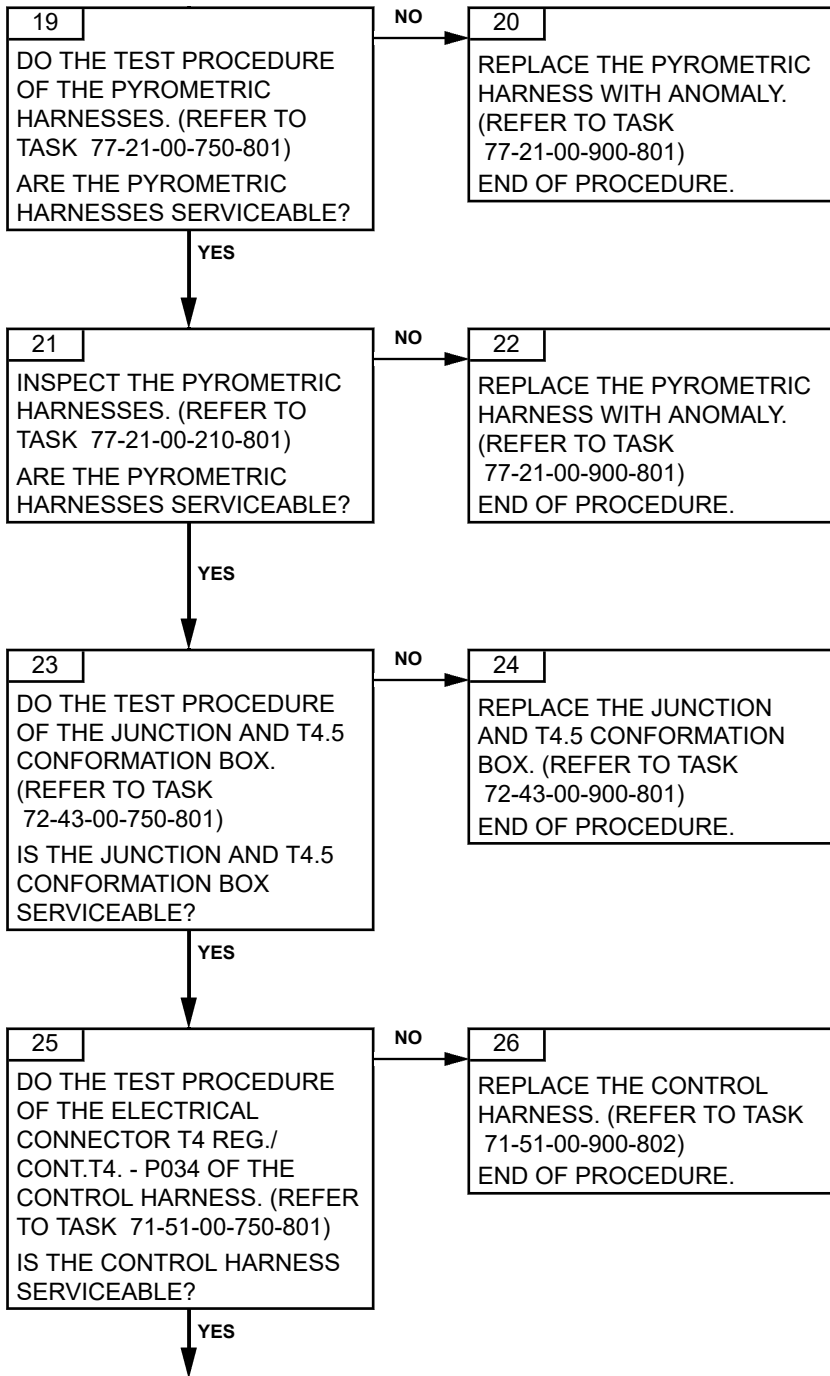 19
DO THE TEST PROCEDURE
OF THE PYROMETRIC
HARNESSES. (REFER TO
TASK 77-21-00-750-801)
ARE THE PYROMETRIC
HARNESSES SERVICEABLE?
NO
20
REPLACE THE PYROMETRIC
HARNESS WITH ANOMALY.
(REFER TO TASK
77-21-00-900-801)
END OF PROCEDURE.
YES
21
INSPECT THE PYROMETRIC
HARNESSES. (REFER TO
TASK 77-21-00-210-801)
ARE THE PYROMETRIC
HARNESSES SERVICEABLE?
NO
22
REPLACE THE PYROMETRIC
HARNESS WITH ANOMALY.
(REFER TO TASK
77-21-00-900-801)
END OF PROCEDURE.
YES
23
DO THE TEST PROCEDURE
OF THE JUNCTION AND T4.5
CONFORMATION BOX.
(REFER TO TASK
72-43-00-750-801)
IS THE JUNCTION AND T4.5
CONFORMATION BOX
SERVICEABLE?
NO
24
REPLACE THE JUNCTION
AND T4.5 CONFORMATION
BOX. (REFER TO TASK
72-43-00-900-801)
END OF PROCEDURE.
YES
25
DO THE TEST PROCEDURE
OF THE ELECTRICAL
CONNECTOR T4 REG./
CONT.T4. - P034 OF THE
CONTROL HARNESS. (REFER
TO TASK 71-51-00-750-801)
IS THE CONTROL HARNESS
SERVICEABLE?
NO
26
REPLACE THE CONTROL
HARNESS. (REFER TO TASK
71-51-00-900-802)
END OF PROCEDURE.
YES